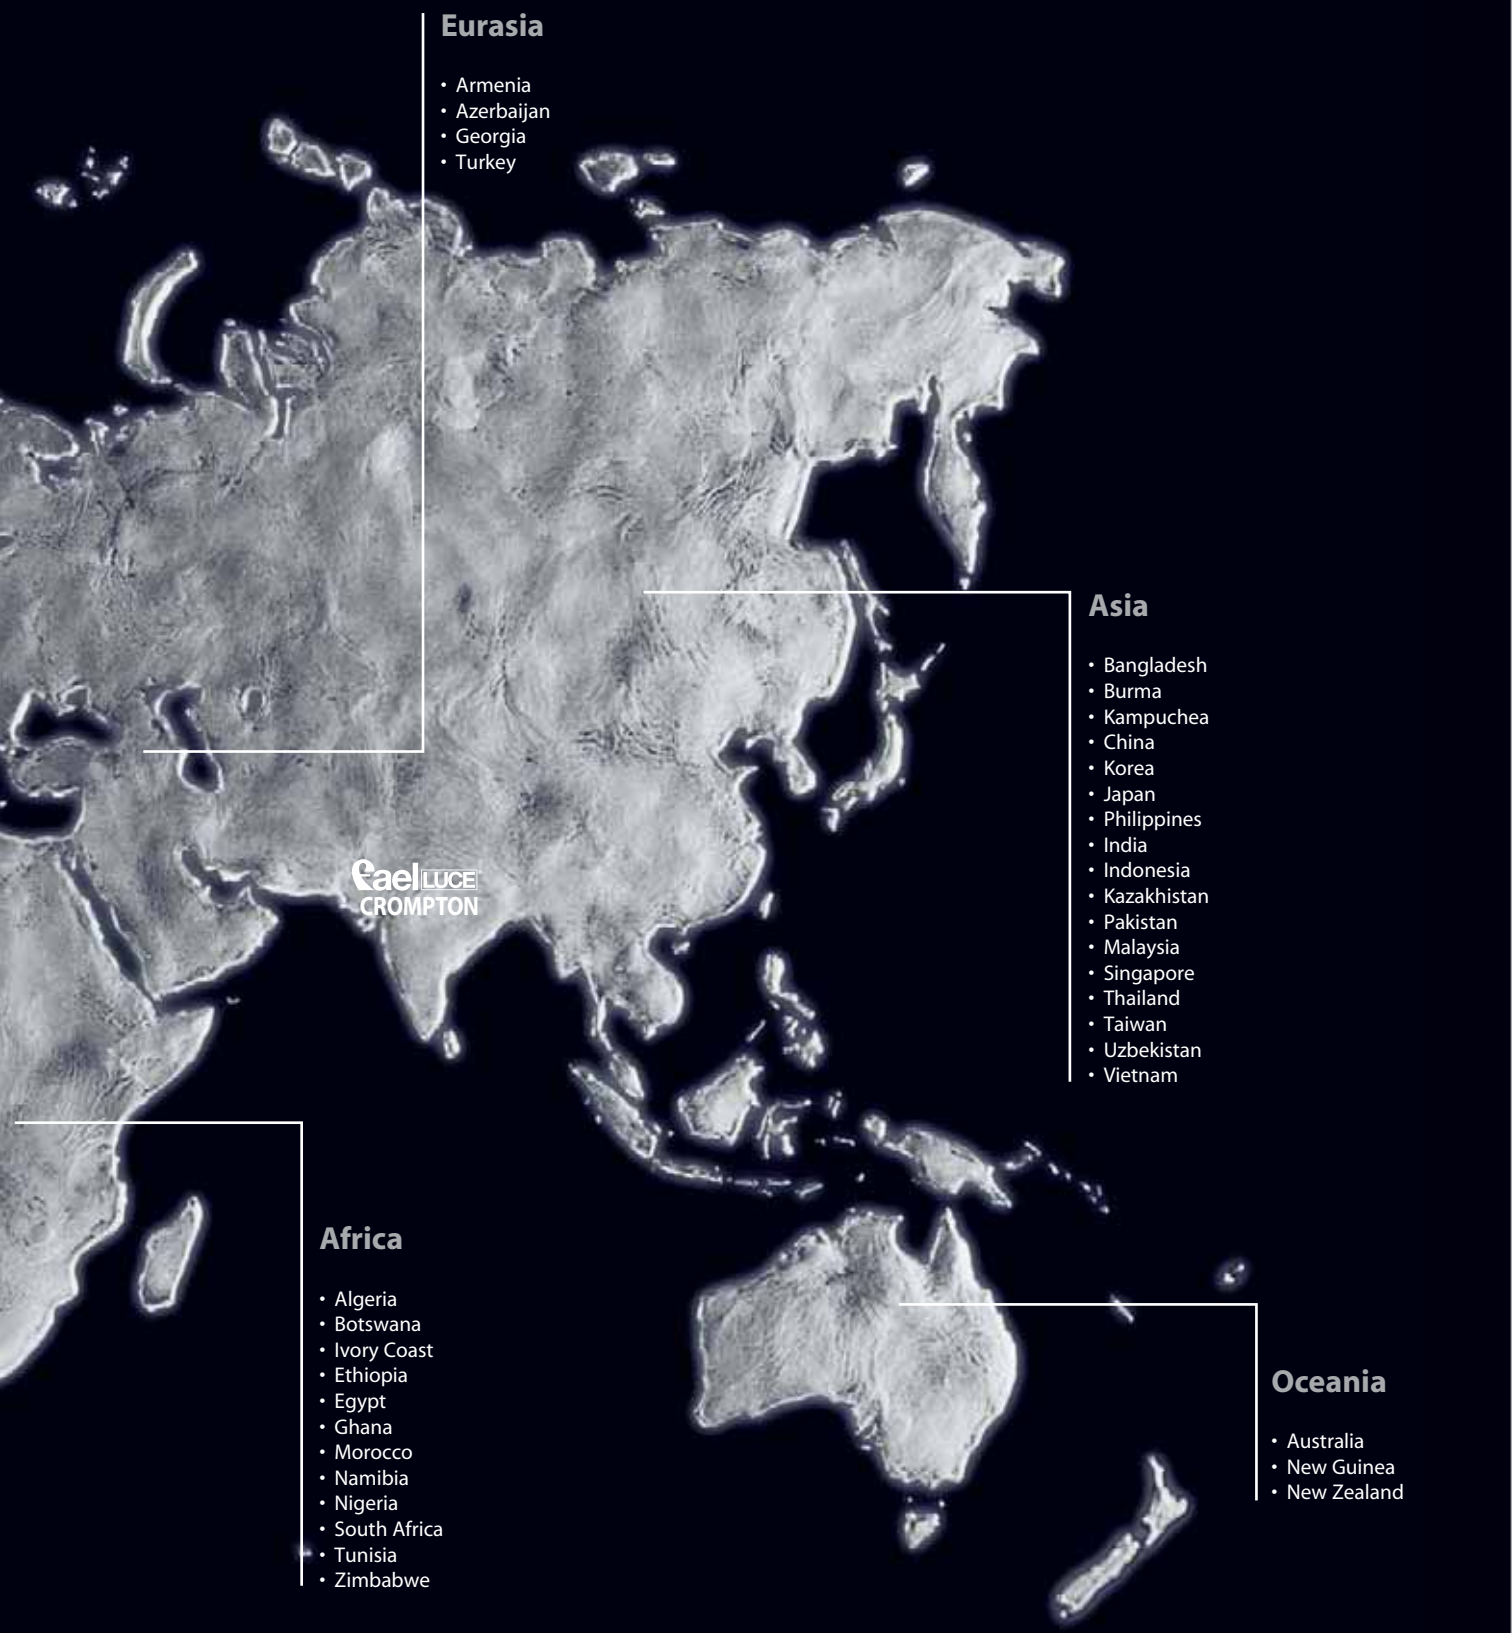 Eurasia
• Armenia
• Azerbaijan
• Georgia
• Turkey
Asia
• Bangladesh
• Burma
• Kampuchea
• China
• Korea
• Japan
• Philippines
• India
• Indonesia
• Kazakhistan
• Pakistan
• Malaysia
• Singapore
• Thailand
• Taiwan
• Uzbekistan
• Vietnam
fael LUCE
CROMPTON
Africa
• Algeria
• Botswana
• Ivory Coast
• Ethiopia
• Egypt
• Ghana
• Morocco
• Namibia
• Nigeria
• South Africa
• Tunisia
• Zimbabwe
Oceania
• Australia
• New Guinea
• New Zealand